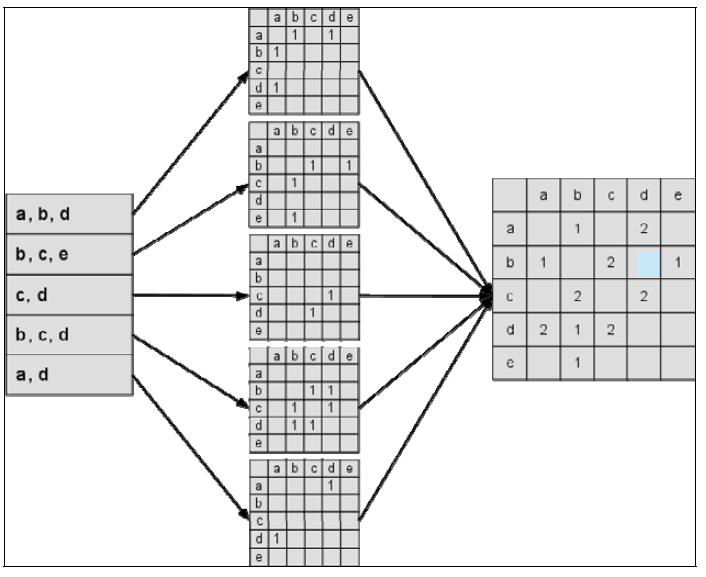 a, b, d
b, c, e
c, d
b, c, d
a, d
a b c d e
a 1 1
b 1
c
d 1
e
a b c d e
a
b 1 1
c 1
d
e 1
a b c d e
a
b
c 1
d 1
e
a b c d e
a
b 1 1
c 1 1
d 1 1
e
a b c d e
a 1
b
c
d 1
e
a b c d e
a 1 2
b 1 2 1
c 2 2
d 2 1 2
e 1